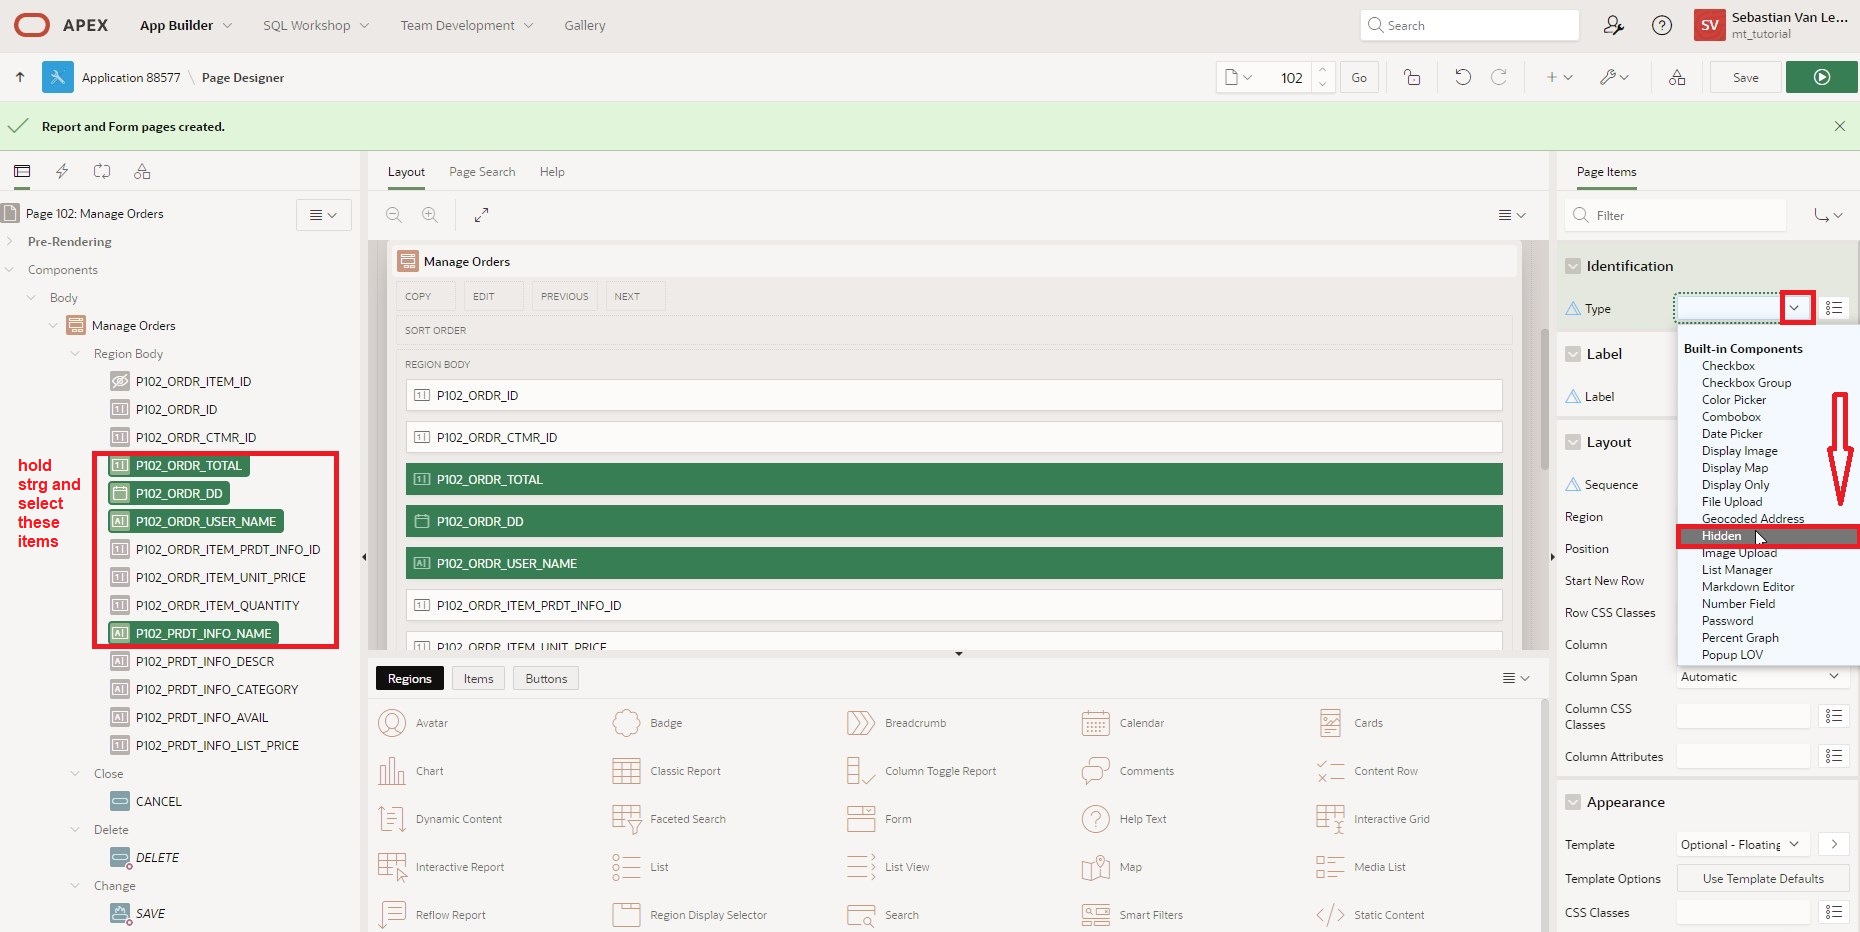 APEX
App Builder
SQL Workshop
Team Development
Gallery
Search
SV
Sebastian Van Le...
mt_tutorial
Application 88577 \ Page Designer
102
Go
Save
Report and Form pages created.
Layout
Page Search
Help
Page Items
Page 102: Manage Orders
Pre-Rendering
Components
Body
Manage Orders
Region Body
P102_ORDR_ITEM_ID
P102_ORDR_ID
P102_ORDR_CTMR_ID
P102_ORDR_TOTAL
P102_ORDR_DD
P102_ORDR_USER_NAME
P102_ORDR_ITEM_PRDT_INFO_ID
P102_ORDR_ITEM_UNIT_PRICE
P102_ORDR_ITEM_QUANTITY
P102_PRDT_INFO_NAME
P102_PRDT_INFO_DESCR
P102_PRDT_INFO_CATEGORY
P102_PRDT_INFO_AVAIL
P102_PRDT_INFO_LIST_PRICE
Close
CANCEL
Delete
DELETE
Change
SAVE
hold
strg and
select
these
items
Manage Orders
COPY
EDIT
PREVIOUS
NEXT
SORT ORDER
REGION BODY
P102_ORDR_ID
P102_ORDR_CTMR_ID
P102_ORDR_TOTAL
P102_ORDR_DD
P102_ORDR_USER_NAME
P102_ORDR_ITEM_PRDT_INFO_ID
P102_ORDR_ITEM_UNIT_PRICE
Regions
Items
Buttons
Avatar
Badge
Breadcrumb
Calendar
Cards
Chart
Classic Report
Column Toggle Report
Comments
Content Row
Dynamic Content
Faceted Search
Form
Help Text
Interactive Grid
Interactive Report
List
List View
Map
Media List
Reflow Report
Region Display Selector
Search
Smart Filters
Static Content
Filter
Identification
Type
Label
Label
Layout
Sequence
Region
Position
Start New Row
Row CSS Classes
Column
Column Span
Automatic
Column CSS
Classes
Column Attributes
Appearance
Template
Optional - Floating
Template Options
Use Template Defaults
CSS Classes
Built-in Components
Checkbox
Checkbox Group
Color Picker
Combobox
Date Picker
Display Image
Display Map
Display Only
File Upload
Geocoded Address
Hidden
Image Upload
List Manager
Markdown Editor
Number Field
Password
Percent Graph
Popup LOV